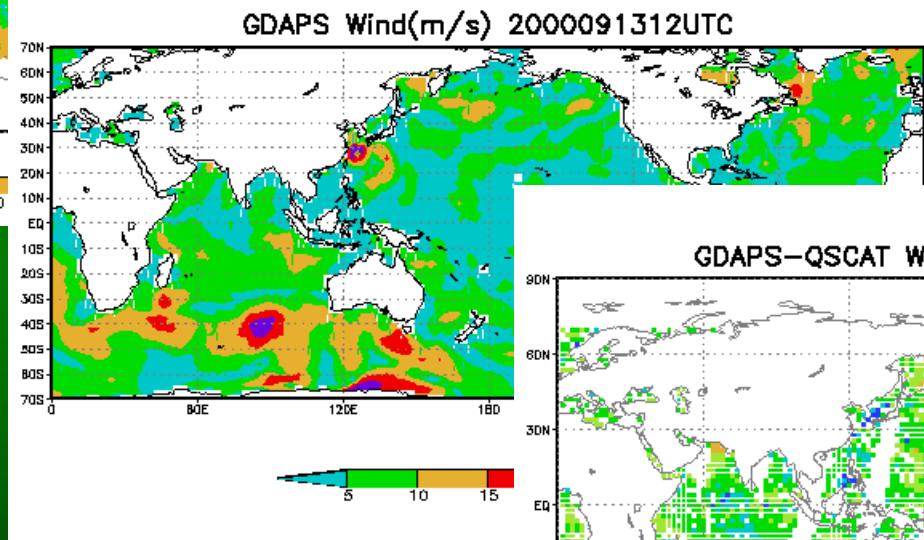 GDAPS Wind(m/s) 2000091312UTC
70N
60N
50N
40N
30N
20N
10N
EQ
10S
20S
30S
40S
50S
60S
70S
0 60E 120E 180
5 10 15
GDAPS-QSCAT W
90N
60N
30N
EQ